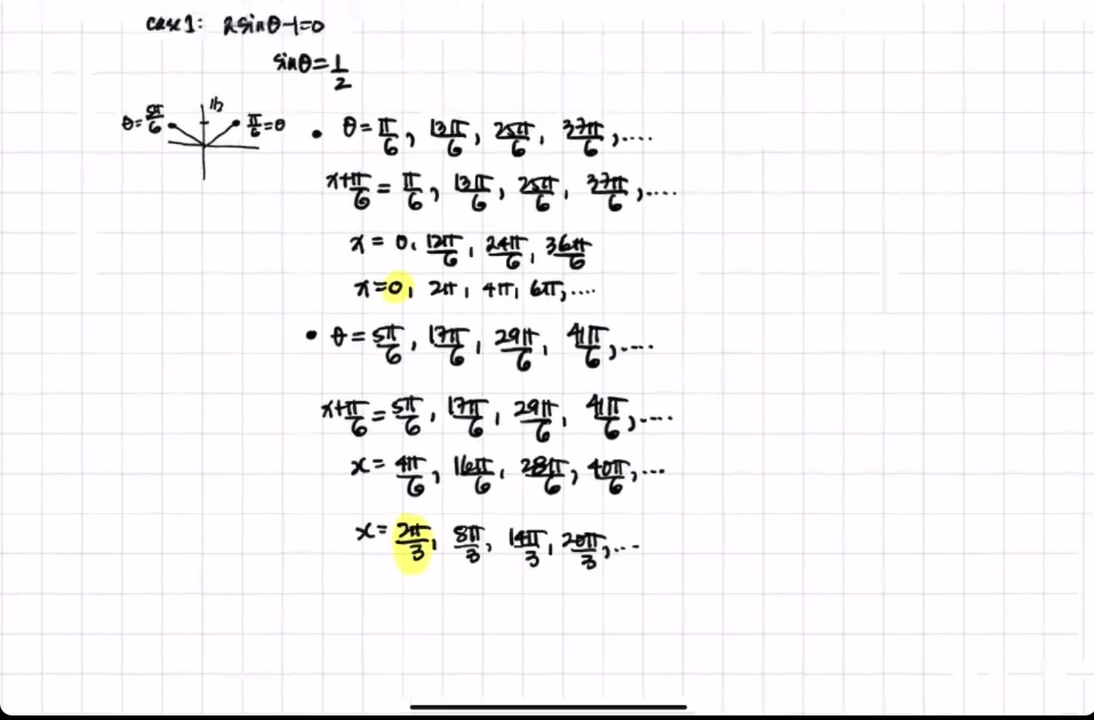 case 1: 2sinθ-1=0
sinθ=1/2
θ=5π/6 1/2 π/6=θ
• θ=π/6, 13π/6, 25π/6, 37π/6,....
x+π/6=π/6, 13π/6, 25π/6, 37π/6,....
x=0, 12π/6, 24π/6, 36π/6
x=0, 2π, 4π, 6π,....
• θ=5π/6, 17π/6, 29π/6, 41π/6,....
x+π/6=5π/6, 17π/6, 29π/6, 41π/6,....
x=4π/6, 16π/6, 28π/6, 40π/6,...
x=2π/3, 8π/3, 14π/3, 20π/3,...